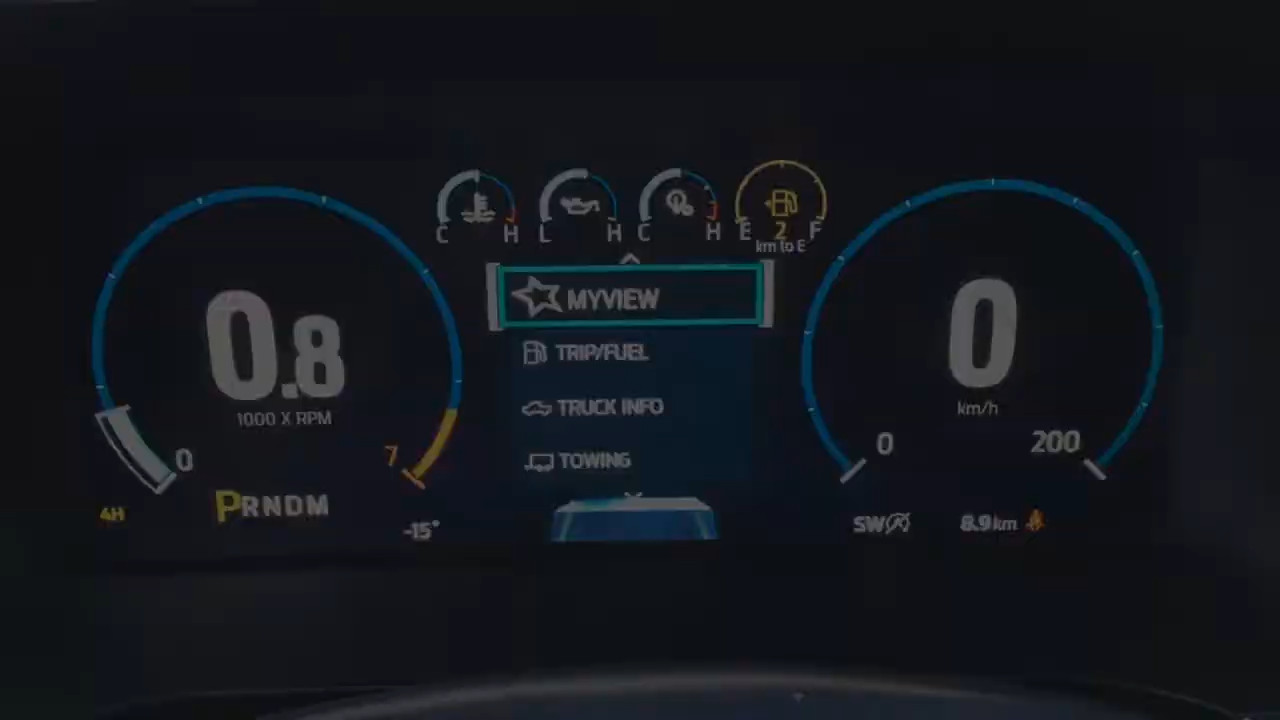 C H L H C H E 2 F
km to E
MYVIEW
TRIP/FUEL
TRUCK INFO
TOWING
0.8
1000 X RPM
0 7
4H PRNDM -15°
0
km/h
0 200
SW 8.9 km